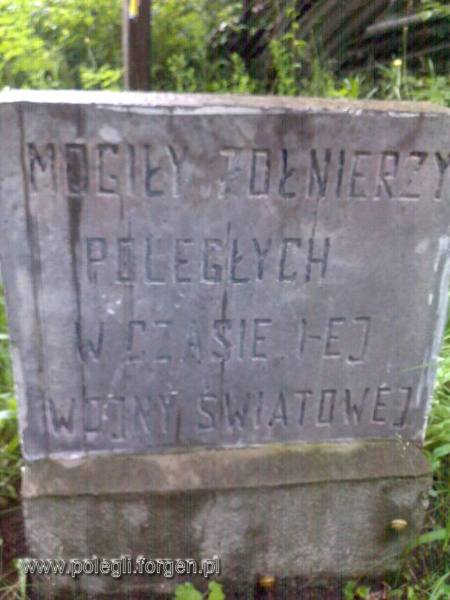 MOGIŁY ŻOŁNIERZY
POLEGŁYCH
W CZASIE I-EJ
WOJNY ŚWIATOWEJ
www.polegli.forgen.pl